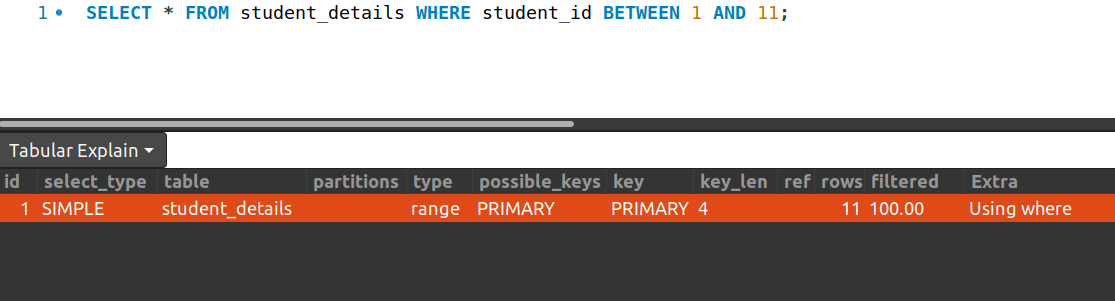 1 SELECT * FROM student_details WHERE student_id BETWEEN 1 AND 11;
Tabular Explain
id select_type table partitions type possible_keys key key_len ref rows filtered Extra
1 SIMPLE student_details range PRIMARY PRIMARY 4 11 100.00 Using where